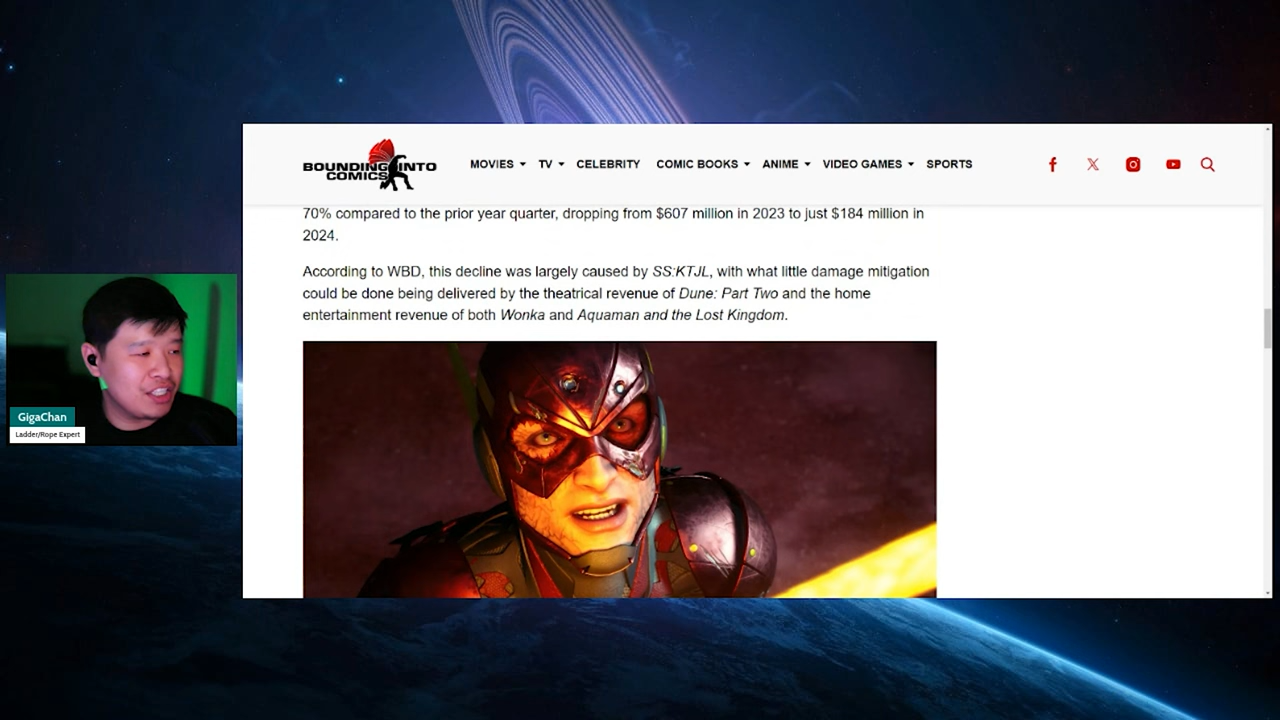 BOUNDING INTO
COMICS
MOVIES TV CELEBRITY COMIC BOOKS ANIME VIDEO GAMES SPORTS
70% compared to the prior year quarter, dropping from $607 million in 2023 to just $184 million in
2024.
According to WBD, this decline was largely caused by SS:KTJL, with what little damage mitigation
could be done being delivered by the theatrical revenue of Dune: Part Two and the home
entertainment revenue of both Wonka and Aquaman and the Lost Kingdom.
GigaChan
Ladder/Rope Expert